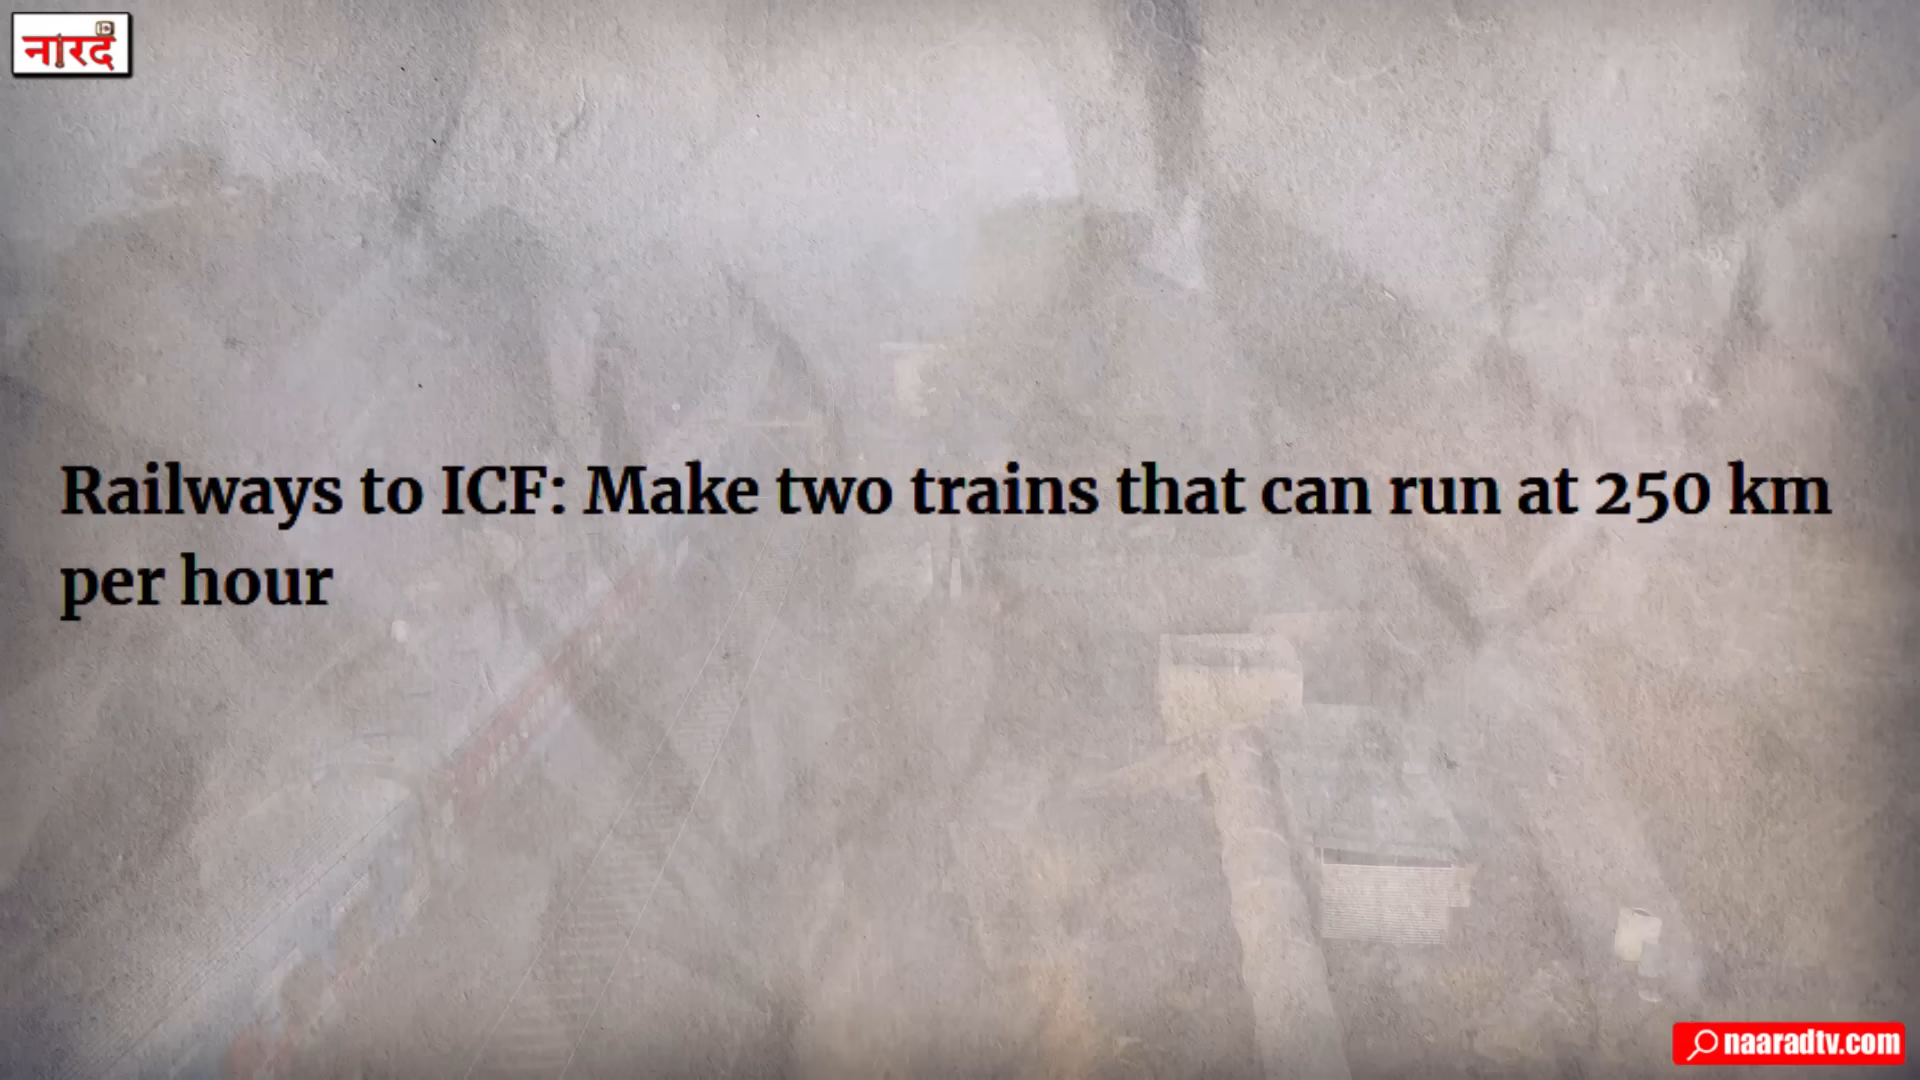 नारद
Railways to ICF: Make two trains that can run at 250 km
per hour
naaradtv.com